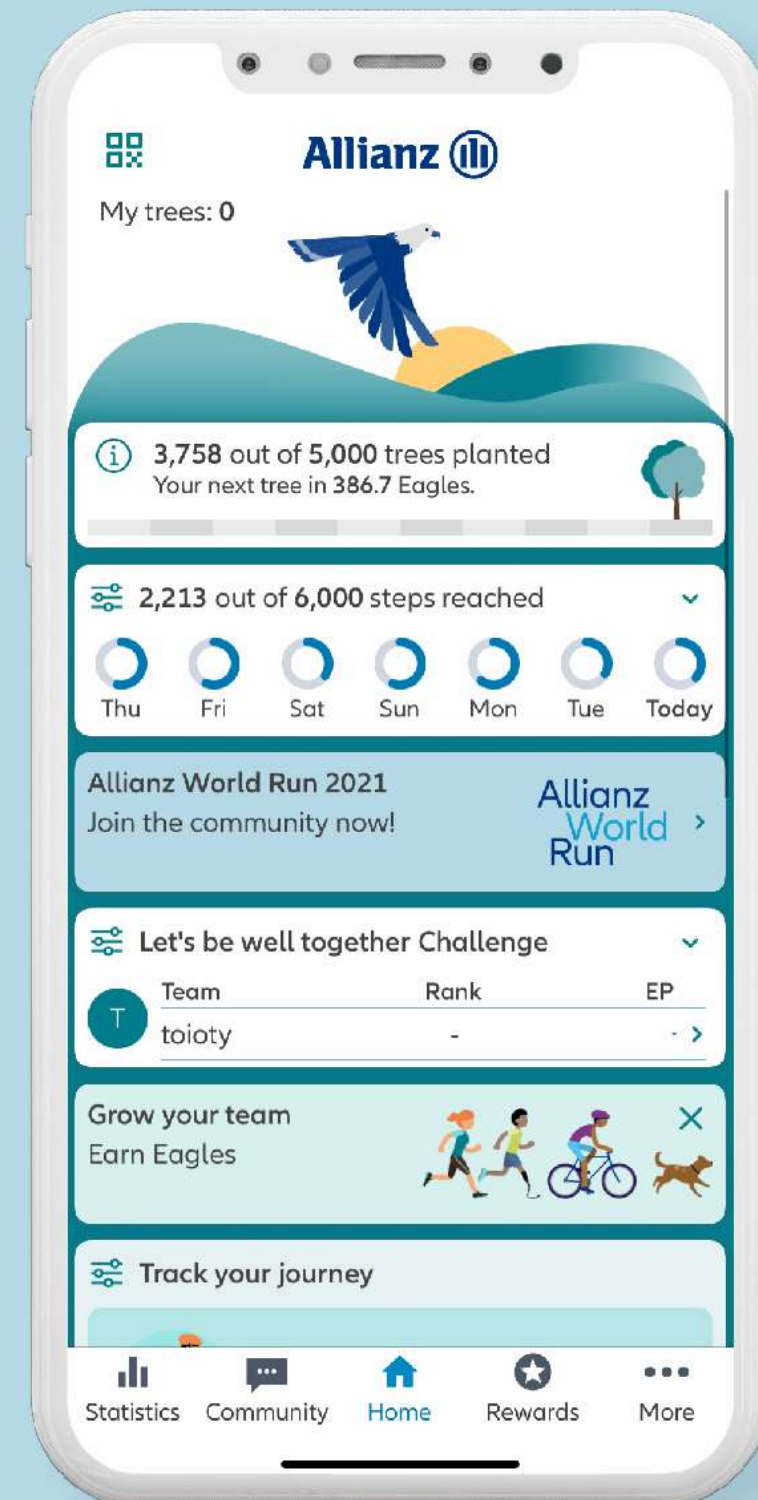 Allianz
My trees: 0
3,758 out of 5,000 trees planted
Your next tree in 386.7 Eagles.
2,213 out of 6,000 steps reached
Thu Fri Sat Sun Mon Tue Today
Allianz World Run 2021
Join the community now!
Allianz
World
Run
Let's be well together Challenge
Team Rank EP
T
toioty - -
Grow your team
Earn Eagles
Track your journey
Statistics Community Home Rewards More